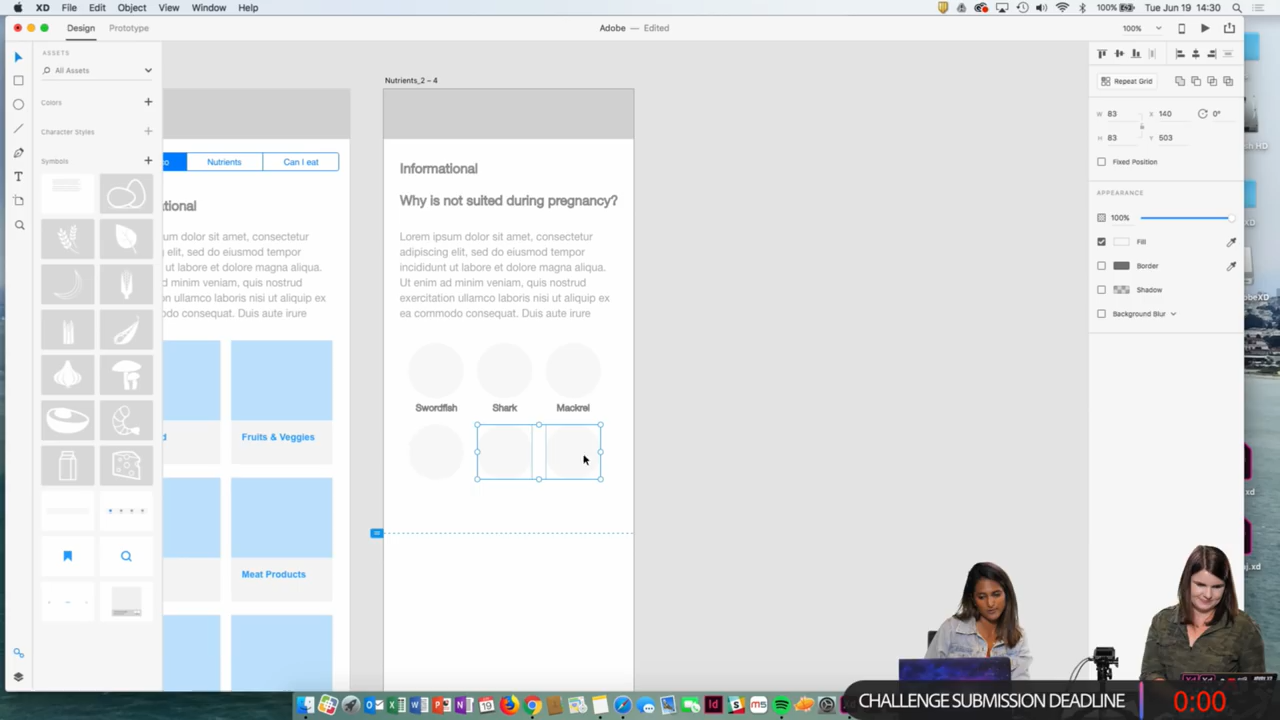 XD File Edit Object View Window Help
100% Tue Jun 19 14:30
Design Prototype
Adobe — Edited
100%
ASSETS
All Assets
Colors
Character Styles
Symbols
Nutrients_2 – 4
Nutrients
Can I eat
Informational
Why is not suited during pregnancy?
Lorem ipsum dolor sit amet, consectetur
adipiscing elit, sed do eiusmod tempor
incididunt ut labore et dolore magna aliqua.
Ut enim ad minim veniam, quis nostrud
exercitation ullamco laboris nisi ut aliquip ex
ea commodo consequat. Duis aute irure
tional
um dolor sit amet, consectetur
elit, sed do eiusmod tempor
ut labore et dolore magna aliqua.
d minim veniam, quis nostrud
n ullamco laboris nisi ut aliquip ex
odo consequat. Duis aute irure
Swordfish Shark Mackrel
Fruits & Veggies
Meat Products
Repeat Grid
W 83 X 140 0°
H 83 Y 503
Fixed Position
APPEARANCE
100%
Fill
Border
Shadow
Background Blur
CHALLENGE SUBMISSION DEADLINE 0:00